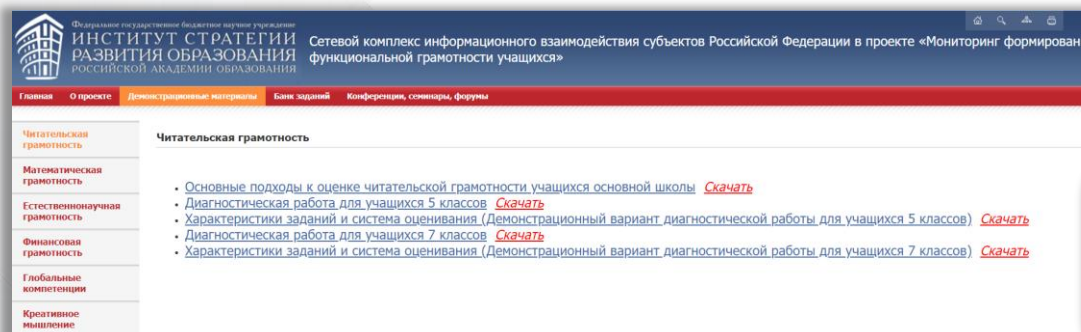 Федеральное государственное бюджетное научное учреждение
ИНСТИТУТ СТРАТЕГИИ
РАЗВИТИЯ ОБРАЗОВАНИЯ
РОССИЙСКОЙ АКАДЕМИИ ОБРАЗОВАНИЯ
Сетевой комплекс информационного взаимодействия субъектов Российской Федерации в проекте «Мониторинг формирован
функциональной грамотности учащихся»
Главная О проекте Демонстрационные материалы Банк заданий Конференции, семинары, форумы
Читательская
грамотность
Математическая
грамотность
Естественнонаучная
грамотность
Финансовая
грамотность
Глобальные
компетенции
Креативное
мышление
Читательская грамотность
• Основные подходы к оценке читательской грамотности учащихся основной школы Скачать
• Диагностическая работа для учащихся 5 классов Скачать
• Характеристики заданий и система оценивания (Демонстрационный вариант диагностической работы для учащихся 5 классов) Скачать
• Диагностическая работа для учащихся 7 классов Скачать
• Характеристики заданий и система оценивания (Демонстрационный вариант диагностической работы для учащихся 7 классов) Скачать